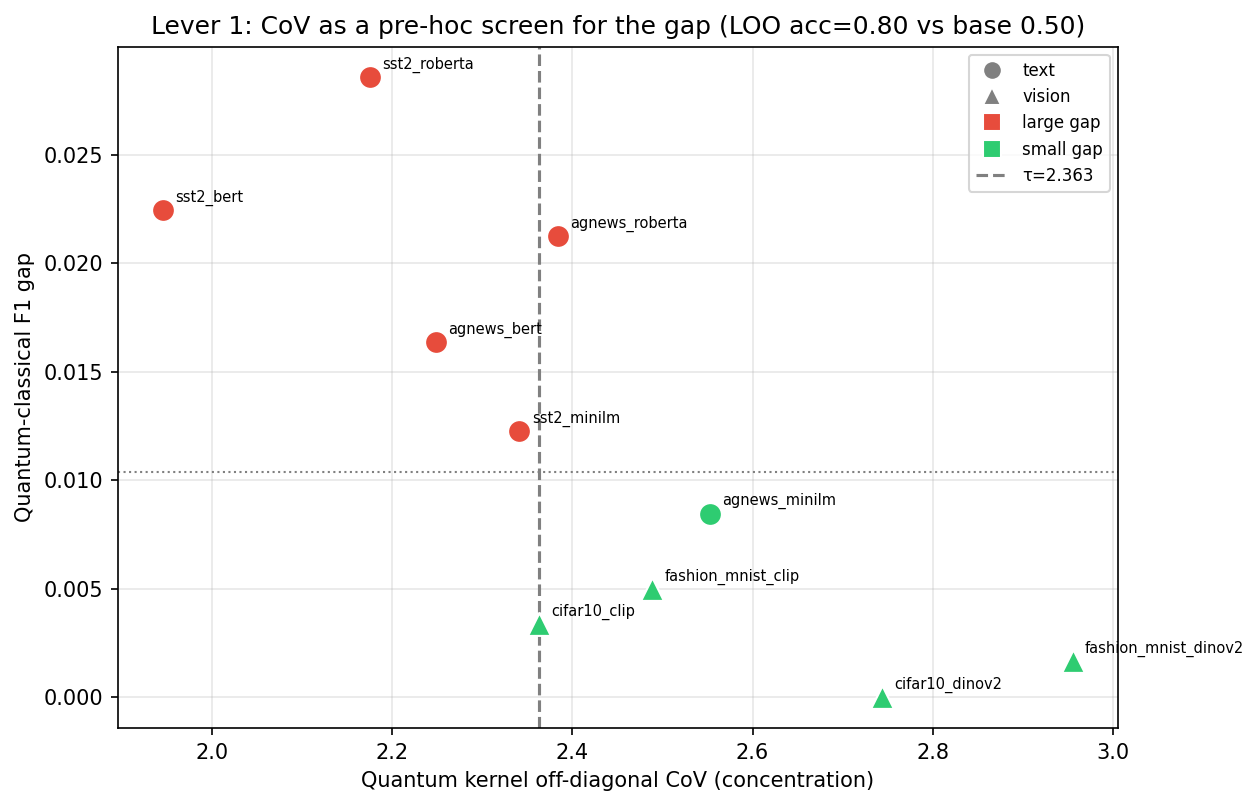 Lever 1: CoV as a pre-hoc screen for the gap (LOO acc=0.80 vs base 0.50)
text
vision
large gap
small gap
τ=2.363
sst2_roberta
sst2_bert
agnews_roberta
agnews_bert
sst2_minilm
agnews_minilm
fashion_mnist_clip
cifar10_clip
fashion_mnist_dinov2
cifar10_dinov2
Quantum-classical F1 gap
0.025
0.020
0.015
0.010
0.005
0.000
2.0 2.2 2.4 2.6 2.8 3.0
Quantum kernel off-diagonal CoV (concentration)